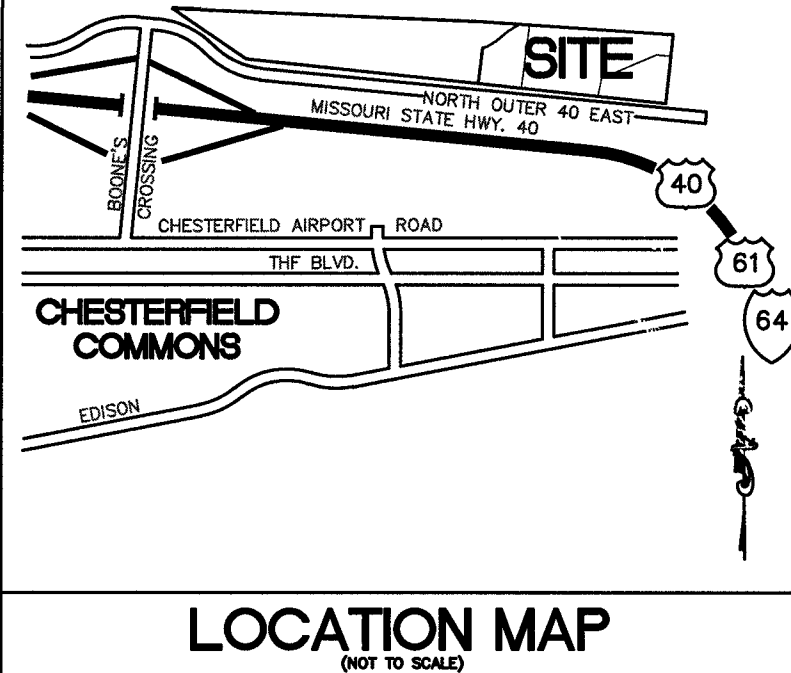 SITE
NORTH OUTER 40 EAST
MISSOURI STATE HWY. 40
BOONE'S
CROSSING
40
CHESTERFIELD AIRPORT ROAD
THF BLVD.
61
64
CHESTERFIELD
COMMONS
EDISON
LOCATION MAP
(NOT TO SCALE)